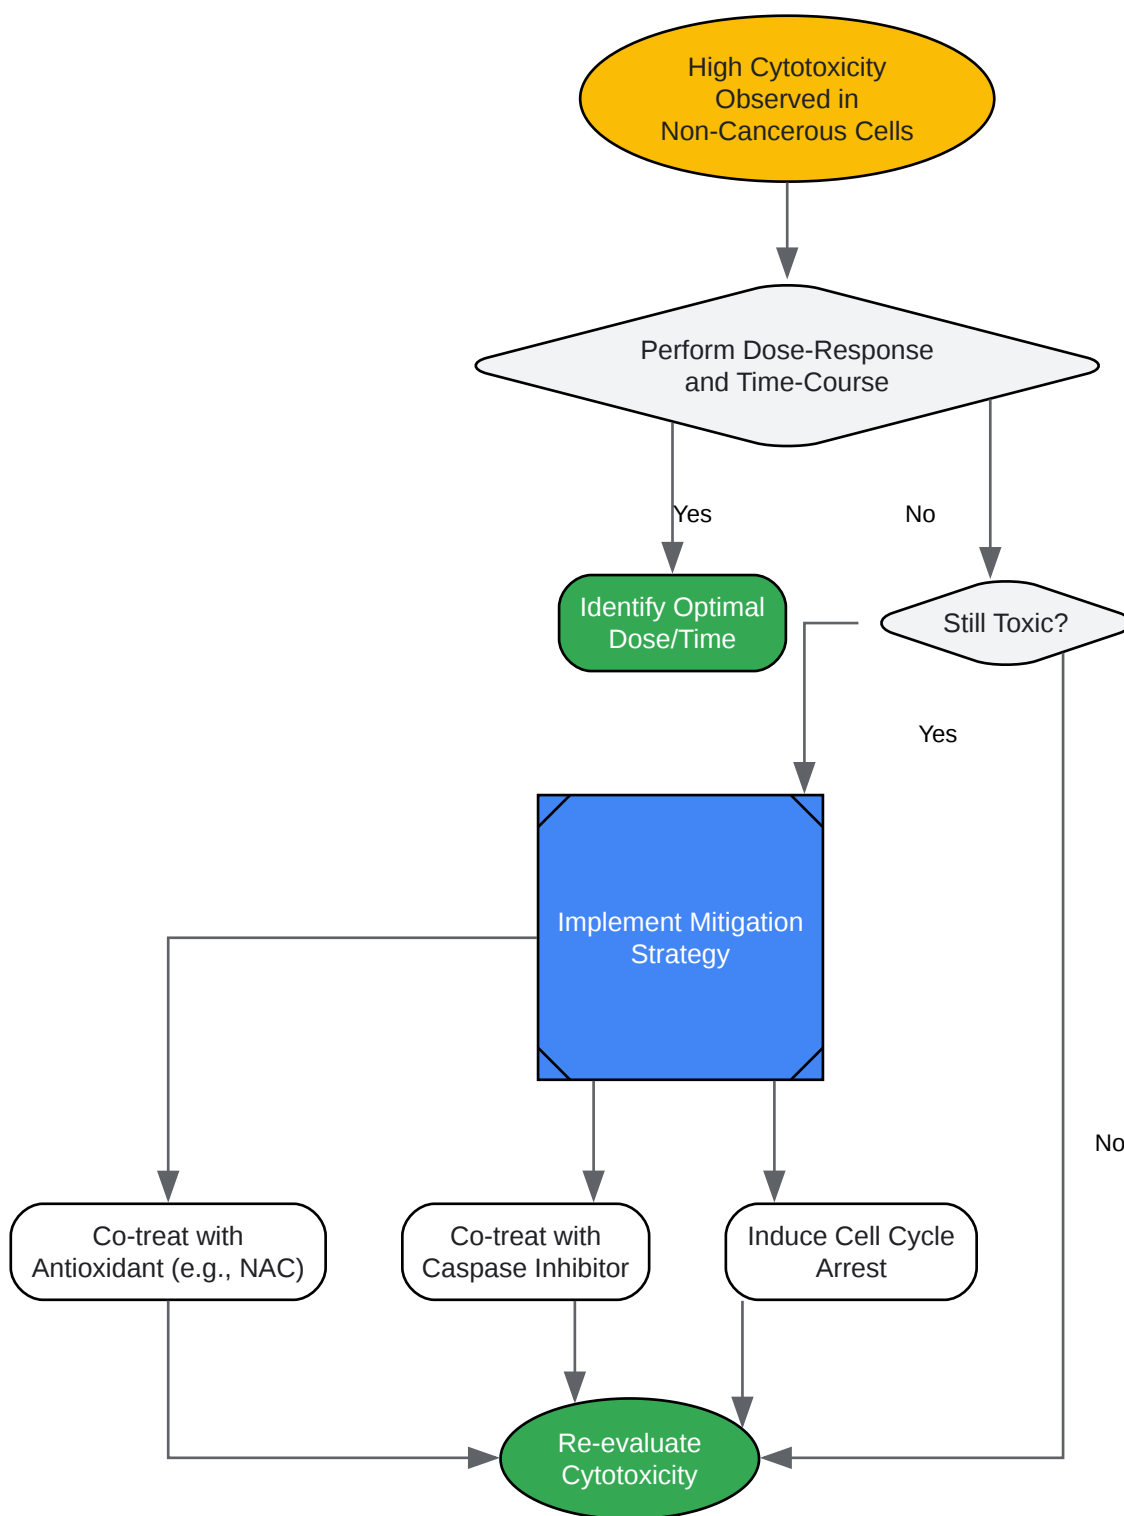 High Cytotoxicity
Observed in
Non-Cancerous Cells
Perform Dose-Response
and Time-Course
Yes
No
Identify Optimal
Dose/Time
Still Toxic?
Yes
Implement Mitigation
Strategy
No
Co-treat with
Antioxidant (e.g., NAC)
Co-treat with
Caspase Inhibitor
Induce Cell Cycle
Arrest
Re-evaluate
Cytotoxicity